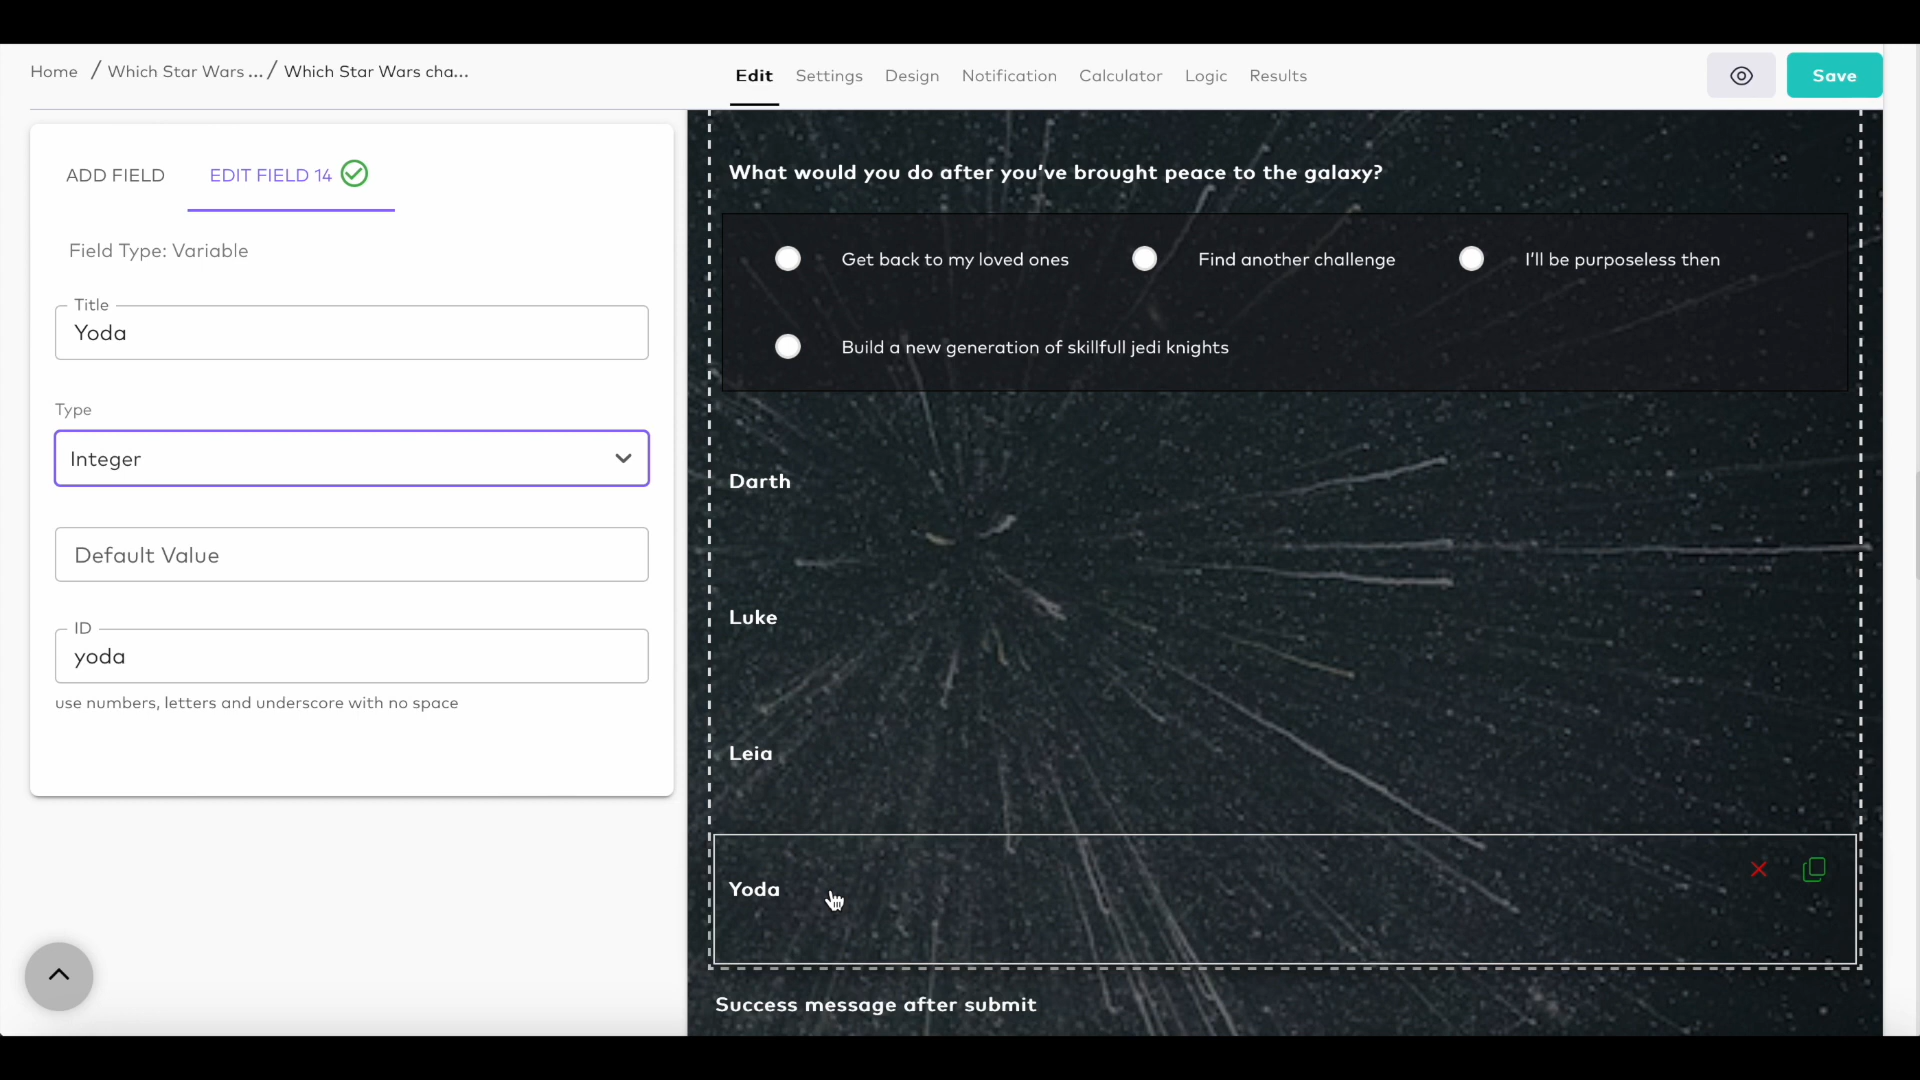 Home / Which Star Wars ... / Which Star Wars cha...
Edit Settings Design Notification Calculator Logic Results
Save
ADD FIELD EDIT FIELD 14
Field Type: Variable
Title
Yoda
Type
Integer
Default Value
ID
yoda
use numbers, letters and underscore with no space
What would you do after you've brought peace to the galaxy?
Get back to my loved ones Find another challenge I'll be purposeless then
Build a new generation of skillfull jedi knights
Darth
Luke
Leia
Yoda
Success message after submit